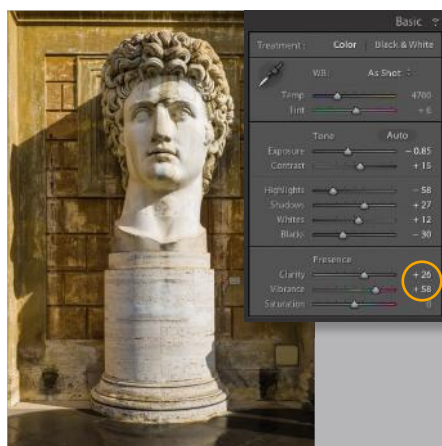 Basic
Treatment: Color | Black & White
WB: As Shot
Temp 4700
Tint + 6
Tone Auto
Exposure – 0.85
Contrast + 15
Highlights – 58
Shadows + 27
Whites + 12
Blacks – 30
Presence
Clarity + 26
Vibrance + 58
Saturation 0